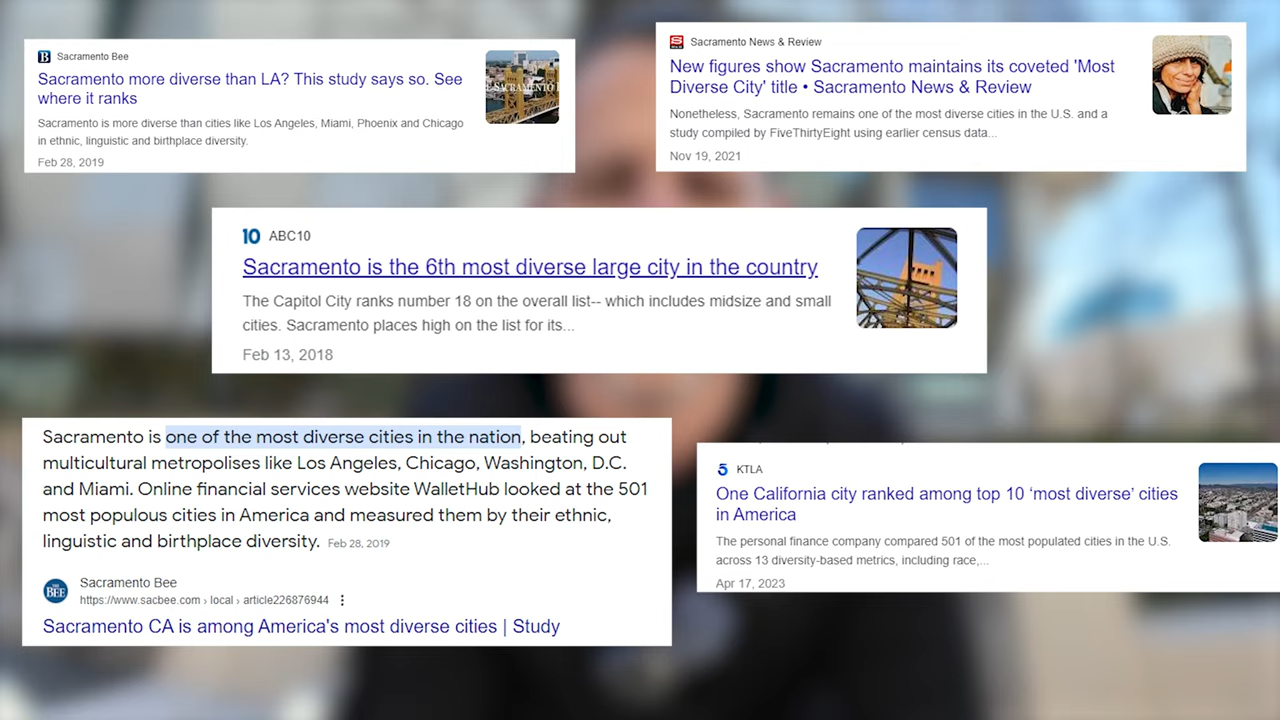 Sacramento Bee
Sacramento more diverse than LA? This study says so. See
where it ranks
Sacramento is more diverse than cities like Los Angeles, Miami, Phoenix and Chicago
in ethnic, linguistic and birthplace diversity.
Feb 28, 2019
SACRAMENTO
Sacramento News & Review
New figures show Sacramento maintains its coveted 'Most
Diverse City' title • Sacramento News & Review
Nonetheless, Sacramento remains one of the most diverse cities in the U.S. and a
study compiled by FiveThirtyEight using earlier census data...
Nov 19, 2021
10 ABC10
Sacramento is the 6th most diverse large city in the country
The Capitol City ranks number 18 on the overall list-- which includes midsize and small
cities. Sacramento places high on the list for its...
Feb 13, 2018
Sacramento is one of the most diverse cities in the nation, beating out
multicultural metropolises like Los Angeles, Chicago, Washington, D.C.
and Miami. Online financial services website WalletHub looked at the 501
most populous cities in America and measured them by their ethnic,
linguistic and birthplace diversity. Feb 28, 2019
THE BEE
Sacramento Bee
https://www.sacbee.com › local › article226876944
Sacramento CA is among America's most diverse cities | Study
5 KTLA
One California city ranked among top 10 ‘most diverse’ cities
in America
The personal finance company compared 501 of the most populated cities in the U.S.
across 13 diversity-based metrics, including race,...
Apr 17, 2023